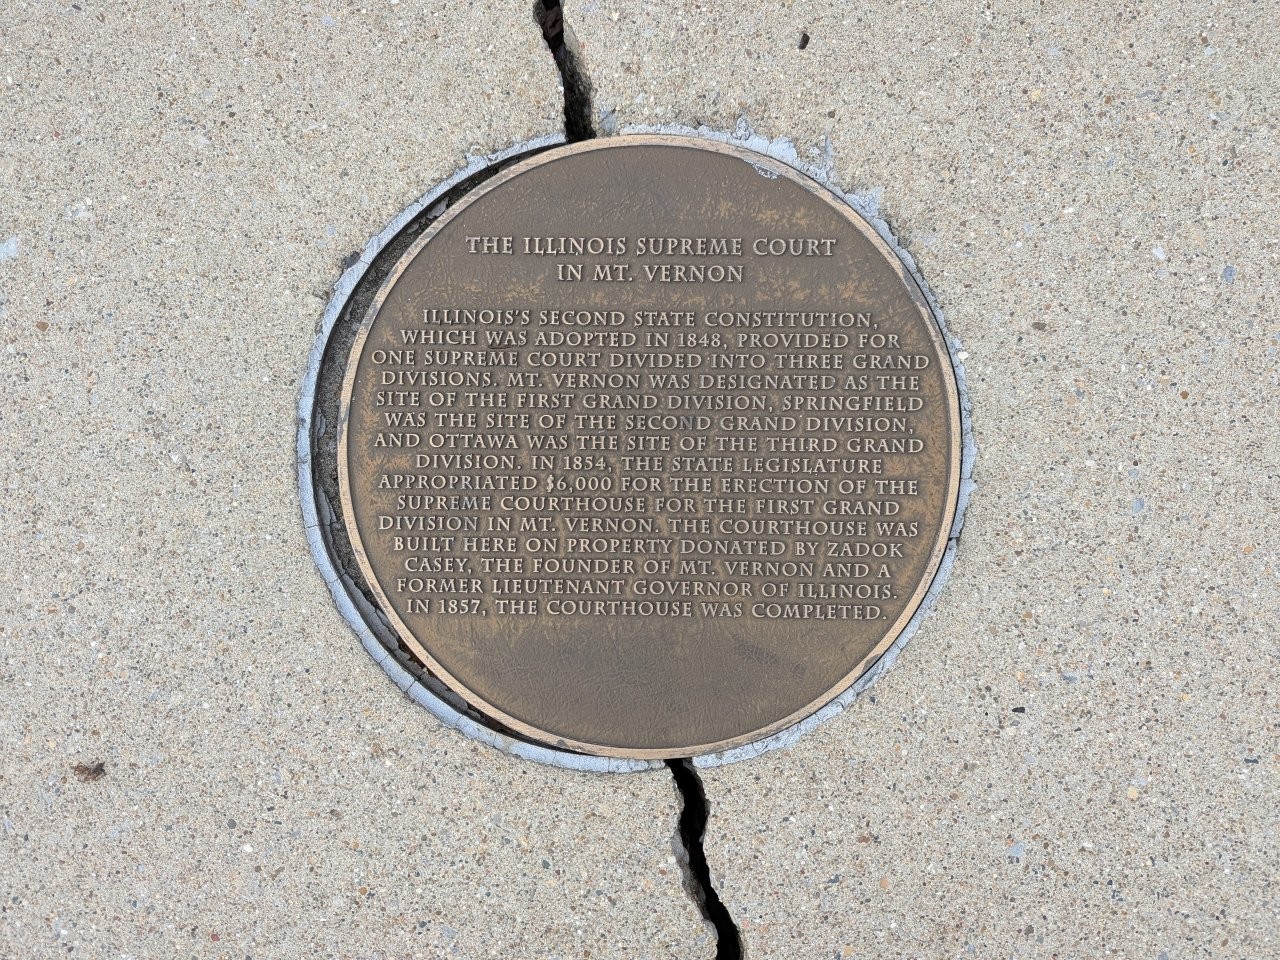 THE ILLINOIS SUPREME COURT
IN MT. VERNON
ILLINOIS'S SECOND STATE CONSTITUTION,
WHICH WAS ADOPTED IN 1848, PROVIDED FOR
ONE SUPREME COURT DIVIDED INTO THREE GRAND
DIVISIONS. MT. VERNON WAS DESIGNATED AS THE
SITE OF THE FIRST GRAND DIVISION, SPRINGFIELD
WAS THE SITE OF THE SECOND GRAND DIVISION,
AND OTTAWA WAS THE SITE OF THE THIRD GRAND
DIVISION. IN 1854, THE STATE LEGISLATURE
APPROPRIATED $6,000 FOR THE ERECTION OF THE
SUPREME COURTHOUSE FOR THE FIRST GRAND
DIVISION IN MT. VERNON. THE COURTHOUSE WAS
BUILT HERE ON PROPERTY DONATED BY ZADOK
CASEY, THE FOUNDER OF MT. VERNON AND A
FORMER LIEUTENANT GOVERNOR OF ILLINOIS.
IN 1857, THE COURTHOUSE WAS COMPLETED.